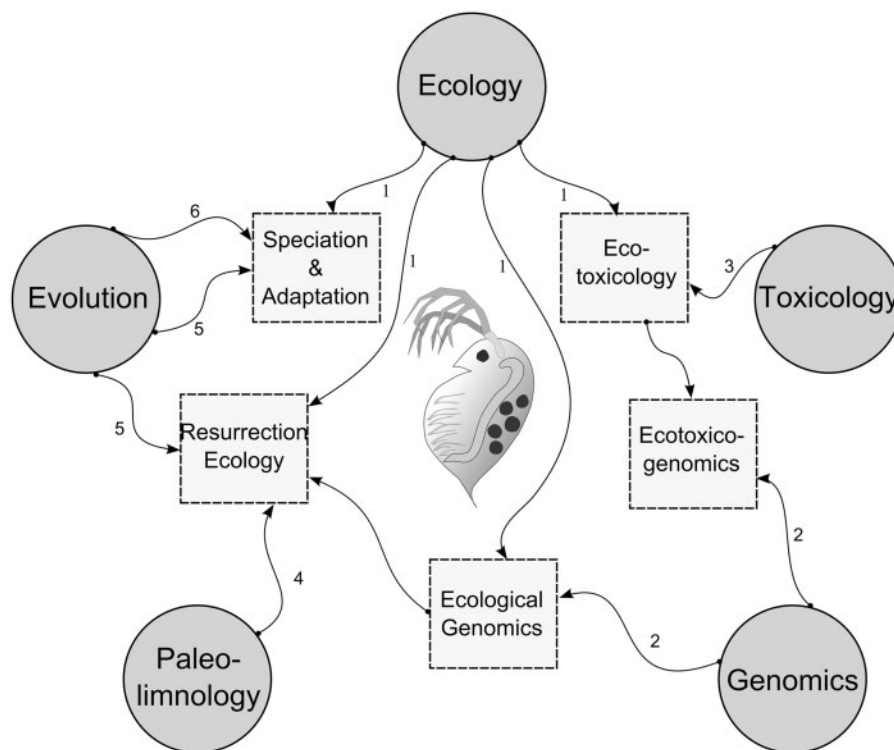 Ecology
1
1
1
1
6
Speciation
&
Adaptation
Eco-
toxicology
3
Toxicology
Evolution
5
5
Resurrection
Ecology
Ecotoxico-
genomics
2
4
Ecological
Genomics
2
Paleo-
limnology
Genomics